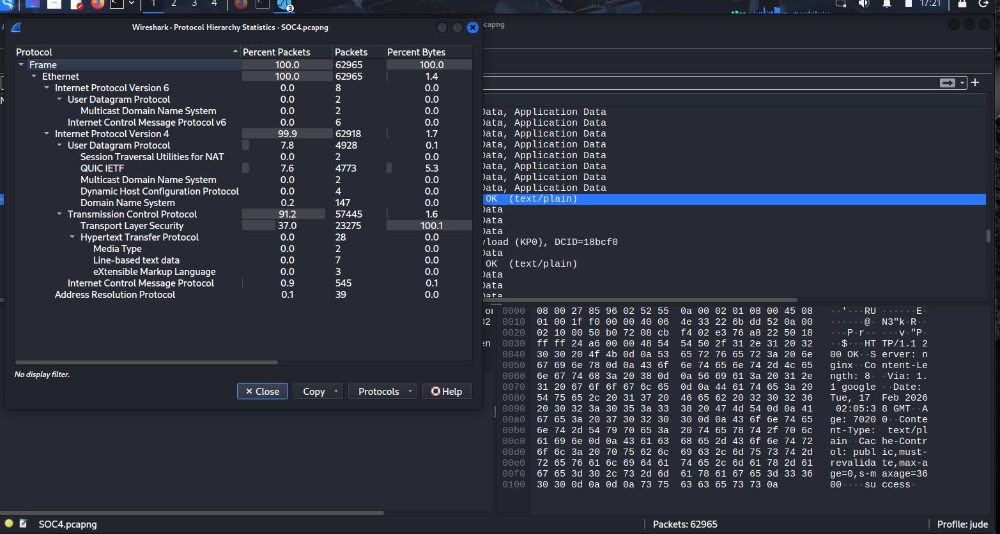 1 2 3 4 3 17:21
Wireshark · Protocol Hierarchy Statistics · SOC4.pcapng
Protocol Percent Packets Packets Percent Bytes
Frame 100.0 62965 100.0
Ethernet 100.0 62965 1.4
Internet Protocol Version 6 0.0 8 0.0
User Datagram Protocol 0.0 2 0.0
Multicast Domain Name System 0.0 2 0.0
Internet Control Message Protocol v6 0.0 6 0.0
Internet Protocol Version 4 99.9 62918 1.7
User Datagram Protocol 7.8 4928 0.1
Session Traversal Utilities for NAT 0.0 2 0.0
QUIC IETF 7.6 4773 5.3
Multicast Domain Name System 0.0 2 0.0
Dynamic Host Configuration Protocol 0.0 4 0.0
Domain Name System 0.2 147 0.0
Transmission Control Protocol 91.2 57445 1.6
Transport Layer Security 37.0 23275 100.1
Hypertext Transfer Protocol 0.0 28 0.0
Media Type 0.0 2 0.0
Line-based text data 0.0 7 0.0
eXtensible Markup Language 0.0 3 0.0
Internet Control Message Protocol 0.9 545 0.1
Address Resolution Protocol 0.1 39 0.0
No display filter.
Close Copy Protocols Help
pcapng
Data, Application Data
Data, Application Data
Data, Application Data
Data, Application Data
Data, Application Data
Data, Application Data
Data, Application Data
Data, Application Data
OK (text/plain)
Data
Data
Data
yload (KP0), DCID=18bcf0
Data
OK (text/plain)
Data
Data
Data
0000 08 00 27 85 96 02 52 55 0a 00 02 01 08 00 45 08 ··'···RU ······E·
0010 01 00 1f f0 00 00 40 06 4e 33 22 6b dd 52 0a 00 ······@· N3"k·R··
0020 02 10 00 50 b0 72 08 cb f4 02 e3 76 a8 22 50 18 ···P·r·· ···v·"P·
0030 ff ff 24 a6 00 00 48 54 54 50 2f 31 2e 31 20 32 ··$···HT TP/1.1 2
0040 30 30 20 4f 4b 0d 0a 53 65 72 76 65 72 3a 20 6e 00 OK··S erver: n
0050 67 69 6e 78 0d 0a 43 6f 6e 74 65 6e 74 2d 4c 65 ginx··Co ntent-Le
0060 6e 67 74 68 3a 20 38 0d 0a 56 69 61 3a 20 31 2e ngth: 8· ·Via: 1.
0070 31 20 67 6f 6f 67 6c 65 0d 0a 44 61 74 65 3a 20 1 google ··Date:
0080 54 75 65 2c 20 31 37 20 46 65 62 20 32 30 32 36 Tue, 17 Feb 2026
0090 20 30 32 3a 30 35 3a 33 38 20 47 4d 54 0d 0a 41 02:05:3 8 GMT··A
00a0 67 65 3a 20 37 30 32 30 30 0d 0a 43 6f 6e 74 65 ge: 7020 0··Conte
00b0 6e 74 2d 54 79 70 65 3a 20 74 65 78 74 2f 70 6c nt-Type: text/pl
00c0 61 69 6e 0d 0a 43 61 63 68 65 2d 43 6f 6e 74 72 ain··Cac he-Contr
00d0 6f 6c 3a 20 70 75 62 6c 69 63 2c 6d 75 73 74 2d ol: publ ic,must-
00e0 72 65 76 61 6c 69 64 61 74 65 2c 6d 61 78 2d 61 revalida te,max-a
00f0 67 65 3d 30 2c 73 2d 6d 61 78 61 67 65 3d 33 36 ge=0,s-m axage=36
0100 30 30 0d 0a 0d 0a 73 75 63 63 65 73 73 0a 00····su ccess·
SOC4.pcapng Packets: 62965 Profile: jude